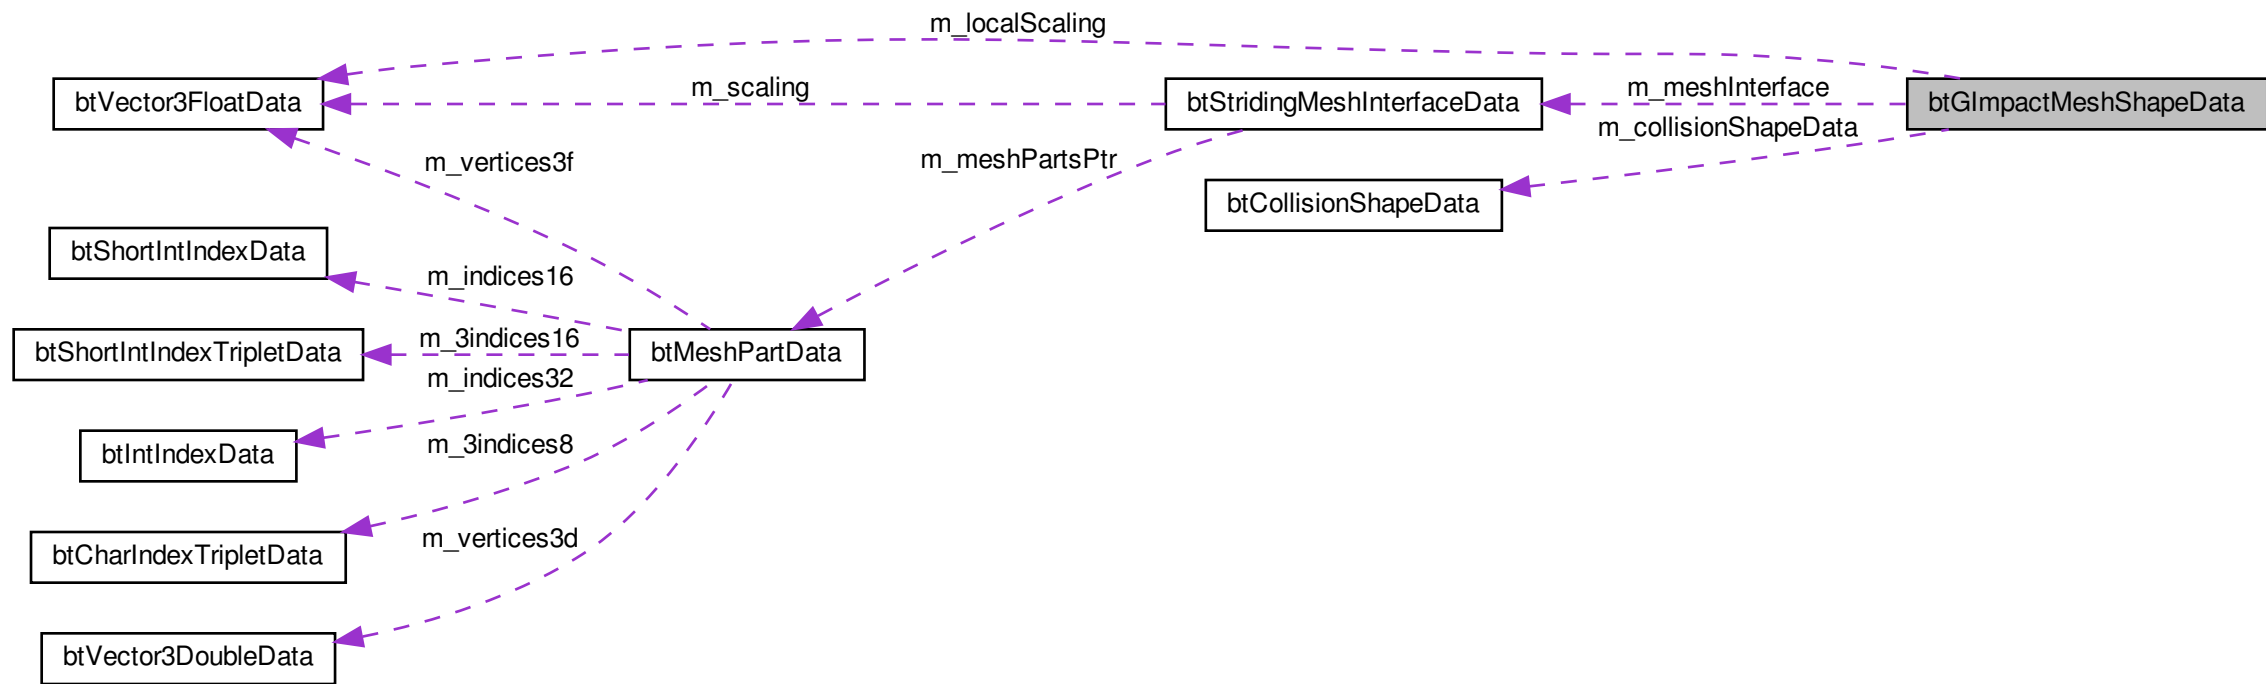 m_localScaling
btVector3FloatData
m_scaling
btStridingMeshInterfaceData
m_meshInterface
btGImpactMeshShapeData
m_collisionShapeData
m_vertices3f
m_meshPartsPtr
btCollisionShapeData
btShortIntIndexData
m_indices16
btShortIntIndexTripletData
m_3indices16
btMeshPartData
m_indices32
btIntIndexData
m_3indices8
btCharIndexTripletData
m_vertices3d
btVector3DoubleData